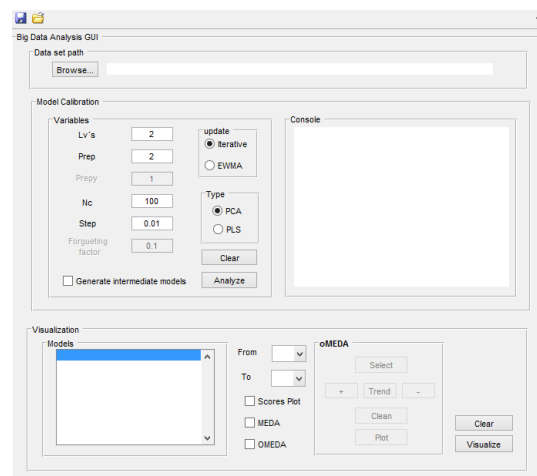 Big Data Analysis GUI
Data set path
Browse...
Model Calibration
Variables
Lv´s
2
Prep
2
Prepy
1
Nc
100
Step
0.01
Forgueting
factor
0.1
Generate intermediate models
update
Iterative
EWMA
Type
PCA
PLS
Clear
Analyze
Console
Visualization
Models
From
To
Scores Plot
MEDA
OMEDA
oMEDA
Select
+
Trend
-
Clean
Plot
Clear
Visualize